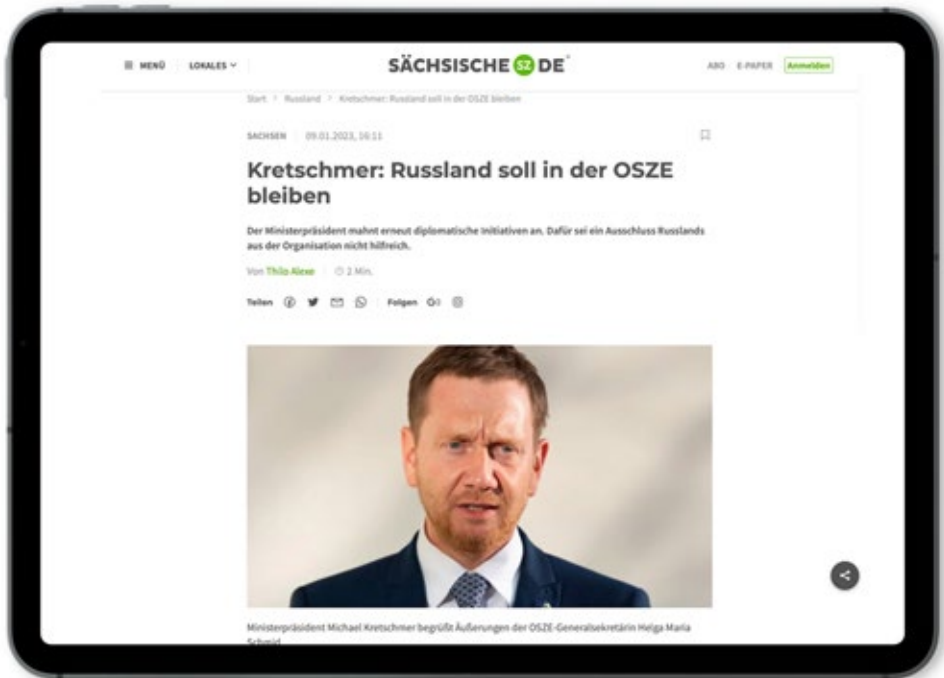 MENÜ LOKALES
SÄCHSISCHE SZ DE
ABO E-PAPER Anmelden
Start > Russland > Kretschmer: Russland soll in der OSZE bleiben
SACHSEN 09.01.2023, 16:11
Kretschmer: Russland soll in der OSZE
bleiben
Der Ministerpräsident mahnt erneut diplomatische Initiativen an. Dafür sei ein Ausschluss Russlands
aus der Organisation nicht hilfreich.
Von Thilo Alexe 2 Min.
Teilen Folgen
Ministerpräsident Michael Kretschmer begrüßt Äußerungen der OSZE-Generalsekretärin Helga Maria
Schmid